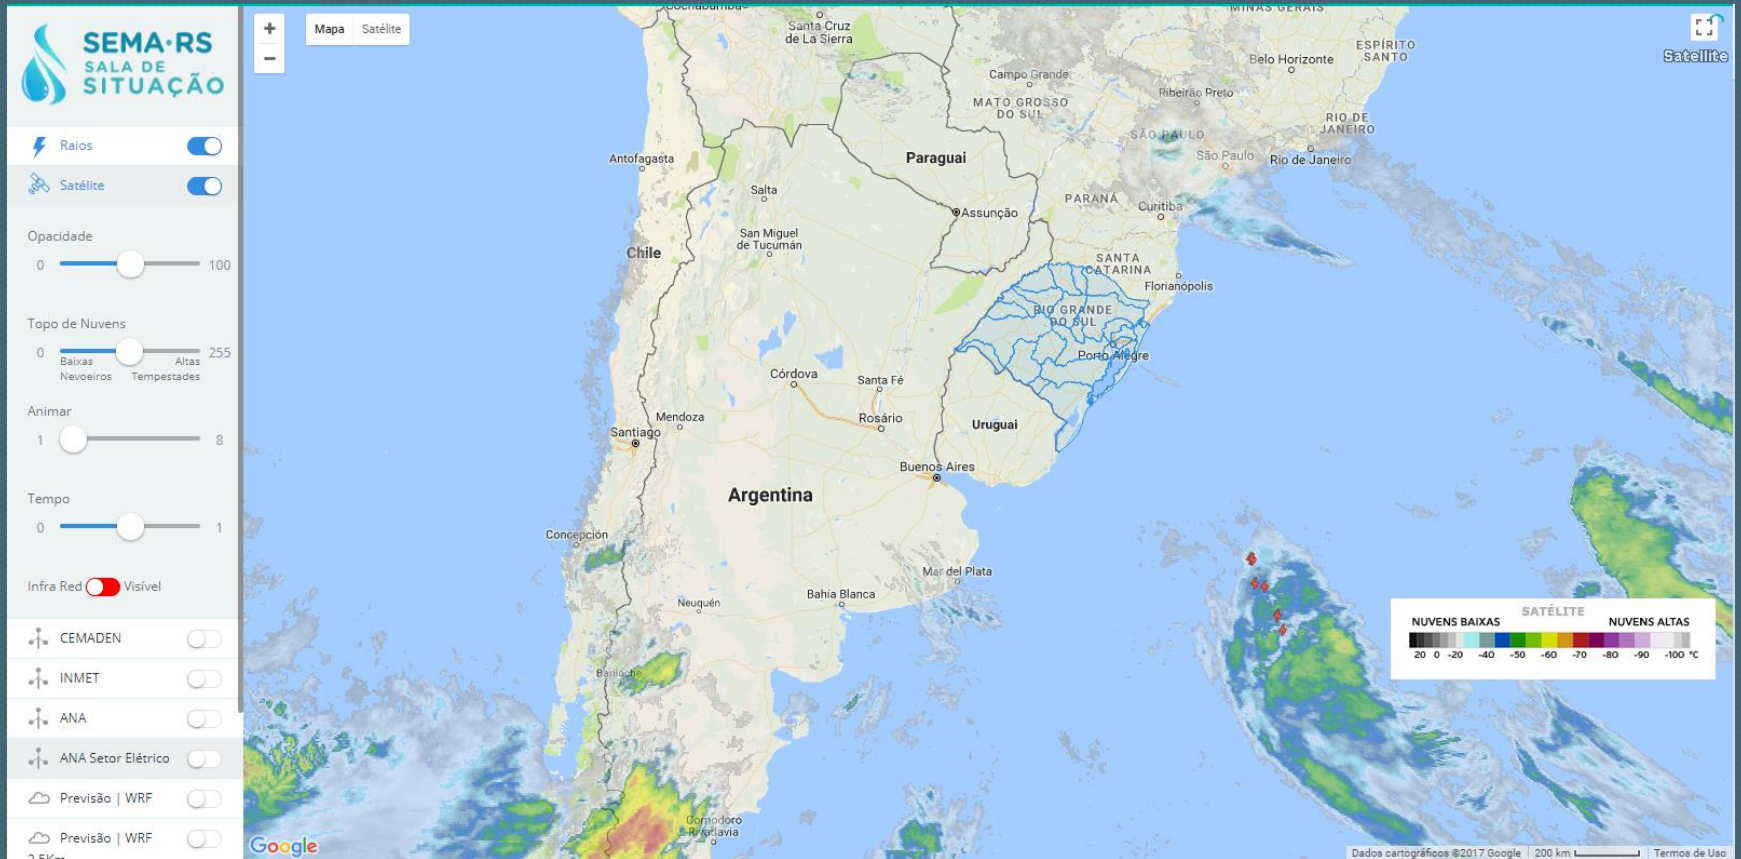 SEMA·RS
SALA DE
SITUAÇÃO
Raios
Satélite
Opacidade
0 100
Topo de Nuvens
0 255
Baixas Altas
Nevoeiros Tempestades
Animar
1 8
Tempo
0 1
Infra Red Visível
CEMADEN
INMET
ANA
ANA Setor Elétrico
Previsão | WRF
Previsão | WRF
2.5Km
+
−
Mapa Satélite
Satellite
Cochabamba
MINAS GERAIS
Santa Cruz
de La Sierra
ESPÍRITO
SANTO
Belo Horizonte
Campo Grande
Ribeirão Preto
MATO GROSSO
DO SUL
RIO DE
JANEIRO
SÃO PAULO
São Paulo
Rio de Janeiro
Antofagasta
Paraguai
Salta
PARANÁ
Curitiba
Assunção
San Miguel
de Tucumán
Chile
SANTA
CATARINA
Florianópolis
RIO GRANDE
DO SUL
Porto Alegre
Córdova
Santa Fé
Mendoza
Rosário
Santiago
Uruguai
Buenos Aires
Argentina
Concepción
Mar del Plata
Bahía Blanca
Neuquén
Bariloche
Comodoro
Rivadavia
SATÉLITE
NUVENS BAIXAS NUVENS ALTAS
20 0 -20 -40 -50 -60 -70 -80 -90 -100 °C
Google
Dados cartográficos ©2017 Google 200 km Termos de Uso